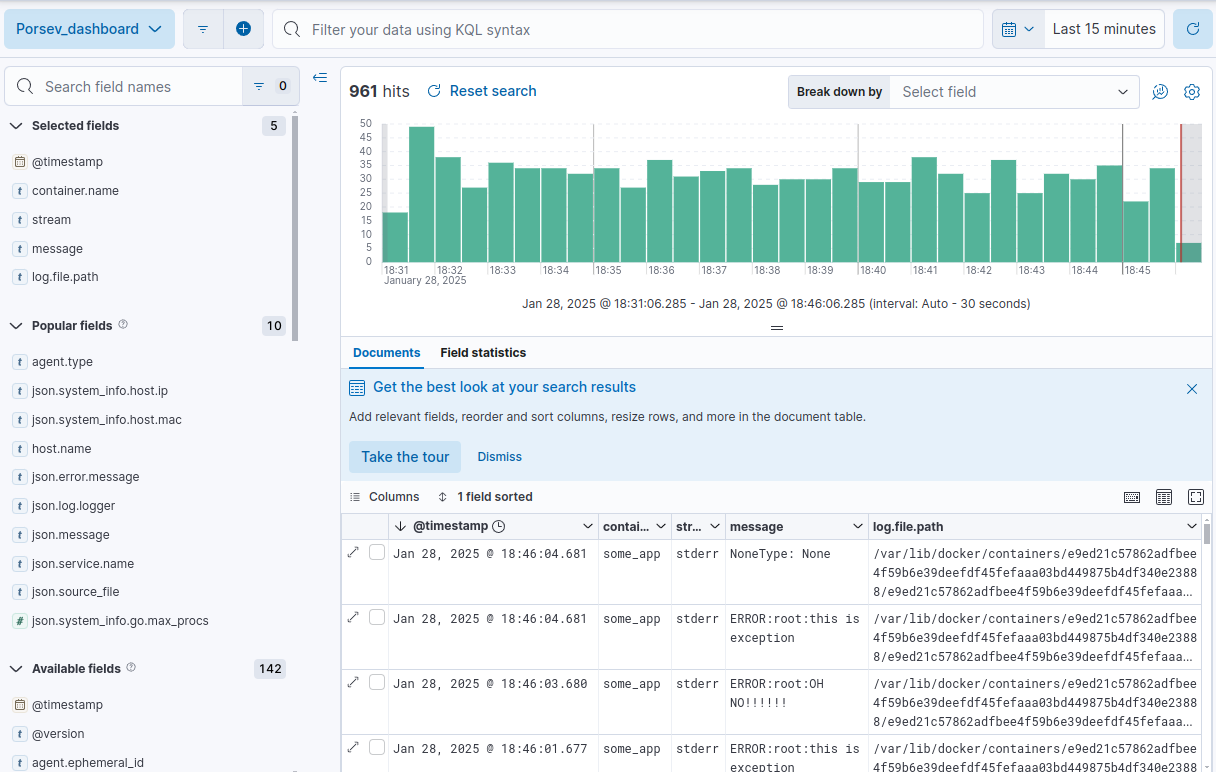 Porsev_dashboard
Filter your data using KQL syntax
Last 15 minutes
Search field names
0
Selected fields
5
@timestamp
t container.name
t stream
t message
t log.file.path
Popular fields
10
t agent.type
t json.system_info.host.ip
t json.system_info.host.mac
t host.name
t json.error.message
t json.log.logger
t json.message
t json.service.name
t json.source_file
# json.system_info.go.max_procs
Available fields
142
@timestamp
t @version
t agent.ephemeral_id
961 hits
Reset search
Break down by
Select field
50
45
40
35
30
25
20
15
10
5
0
18:31 18:32 18:33 18:34 18:35 18:36 18:37 18:38 18:39 18:40 18:41 18:42 18:43 18:44 18:45
January 28, 2025
Jan 28, 2025 @ 18:31:06.285 - Jan 28, 2025 @ 18:46:06.285 (interval: Auto - 30 seconds)
Documents
Field statistics
Get the best look at your search results
Add relevant fields, reorder and sort columns, resize rows, and more in the document table.
Take the tour
Dismiss
Columns
1 field sorted
@timestamp
contai...
str...
message
log.file.path
Jan 28, 2025 @ 18:46:04.681
some_app
stderr
NoneType: None
/var/lib/docker/containers/e9ed21c57862adfbee
4f59b6e39deefdf45fefaaa03bd449875b4df340e2388
8/e9ed21c57862adfbee4f59b6e39deefdf45fefaaa...
Jan 28, 2025 @ 18:46:04.681
some_app
stderr
ERROR:root:this is
exception
/var/lib/docker/containers/e9ed21c57862adfbee
4f59b6e39deefdf45fefaaa03bd449875b4df340e2388
8/e9ed21c57862adfbee4f59b6e39deefdf45fefaaa...
Jan 28, 2025 @ 18:46:03.680
some_app
stderr
ERROR:root:OH
NO!!!!!!
/var/lib/docker/containers/e9ed21c57862adfbee
4f59b6e39deefdf45fefaaa03bd449875b4df340e2388
8/e9ed21c57862adfbee4f59b6e39deefdf45fefaaa...
Jan 28, 2025 @ 18:46:01.677
some_app
stderr
ERROR:root:this is
exception
/var/lib/docker/containers/e9ed21c57862adfbee
4f59b6e39deefdf45fefaaa03bd449875b4df340e2388